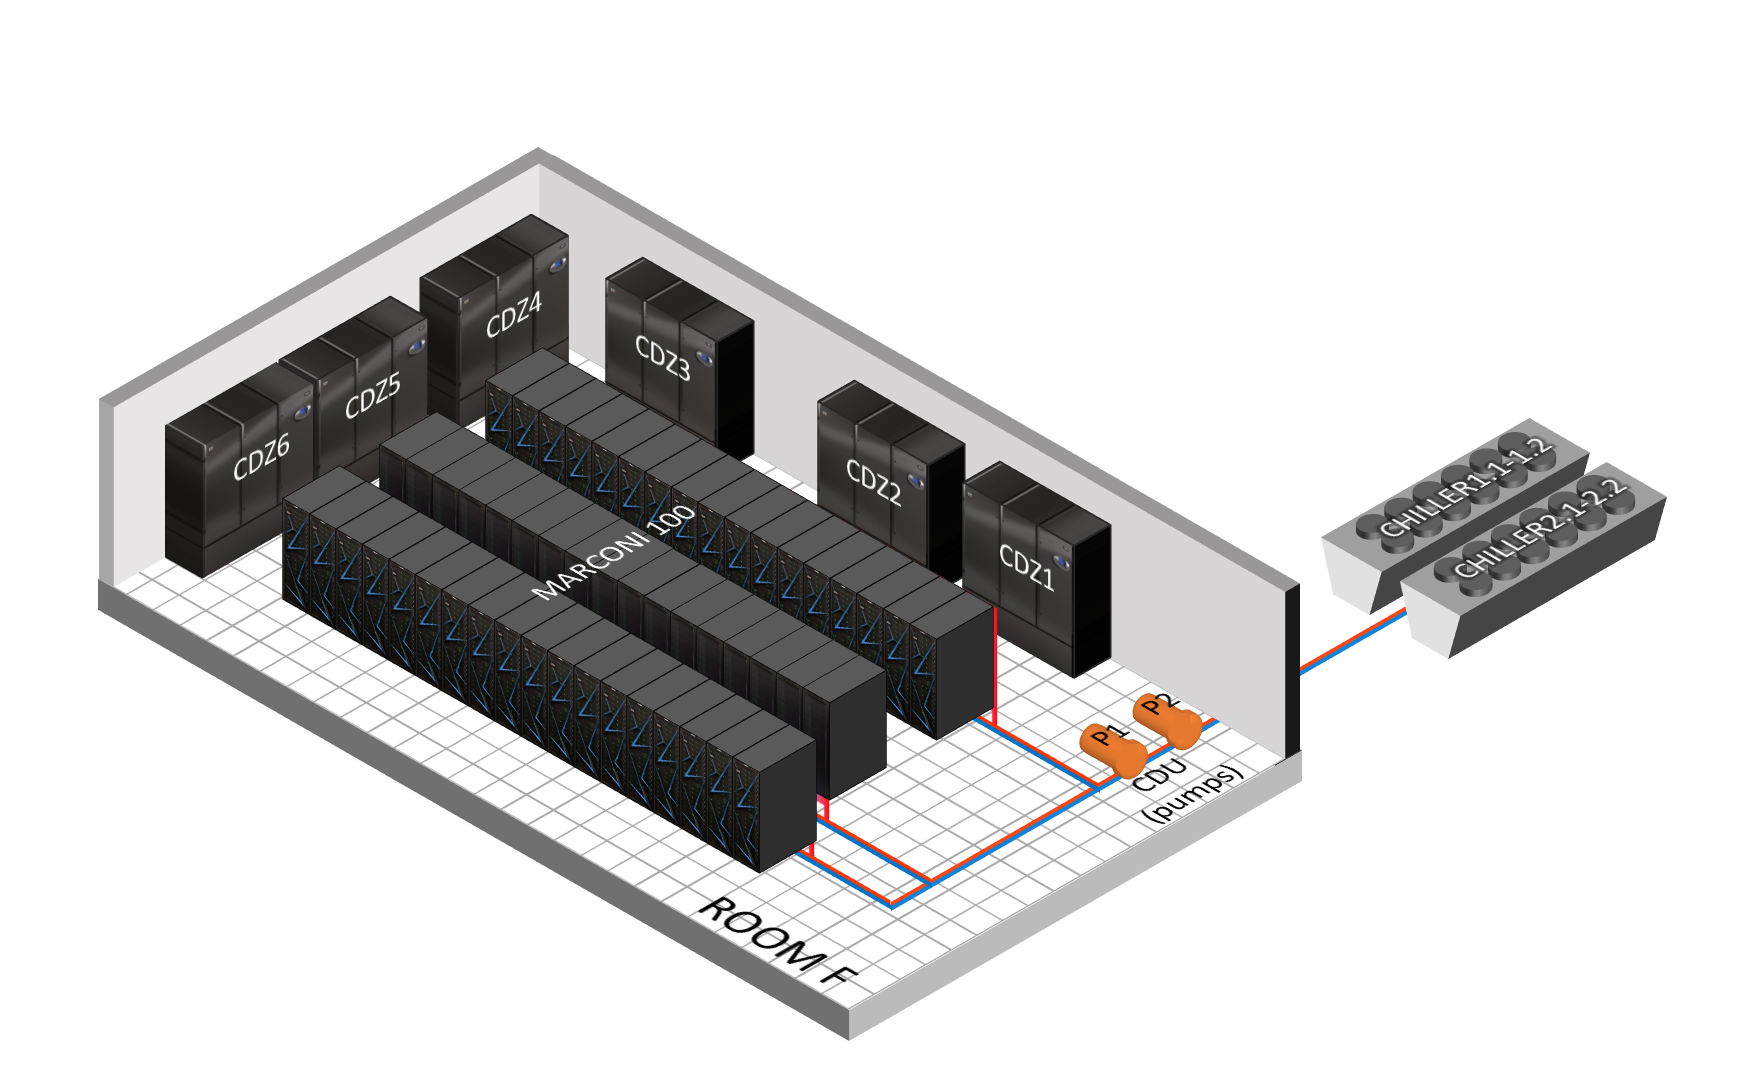 CDZ4
CDZ3
CDZ5
CDZ6
CDZ2
CDZ1
MARCONI 100
CHILLER1.1-1.2
CHILLER2.1-2.2
P2
P1
CDU
(pumps)
ROOM F